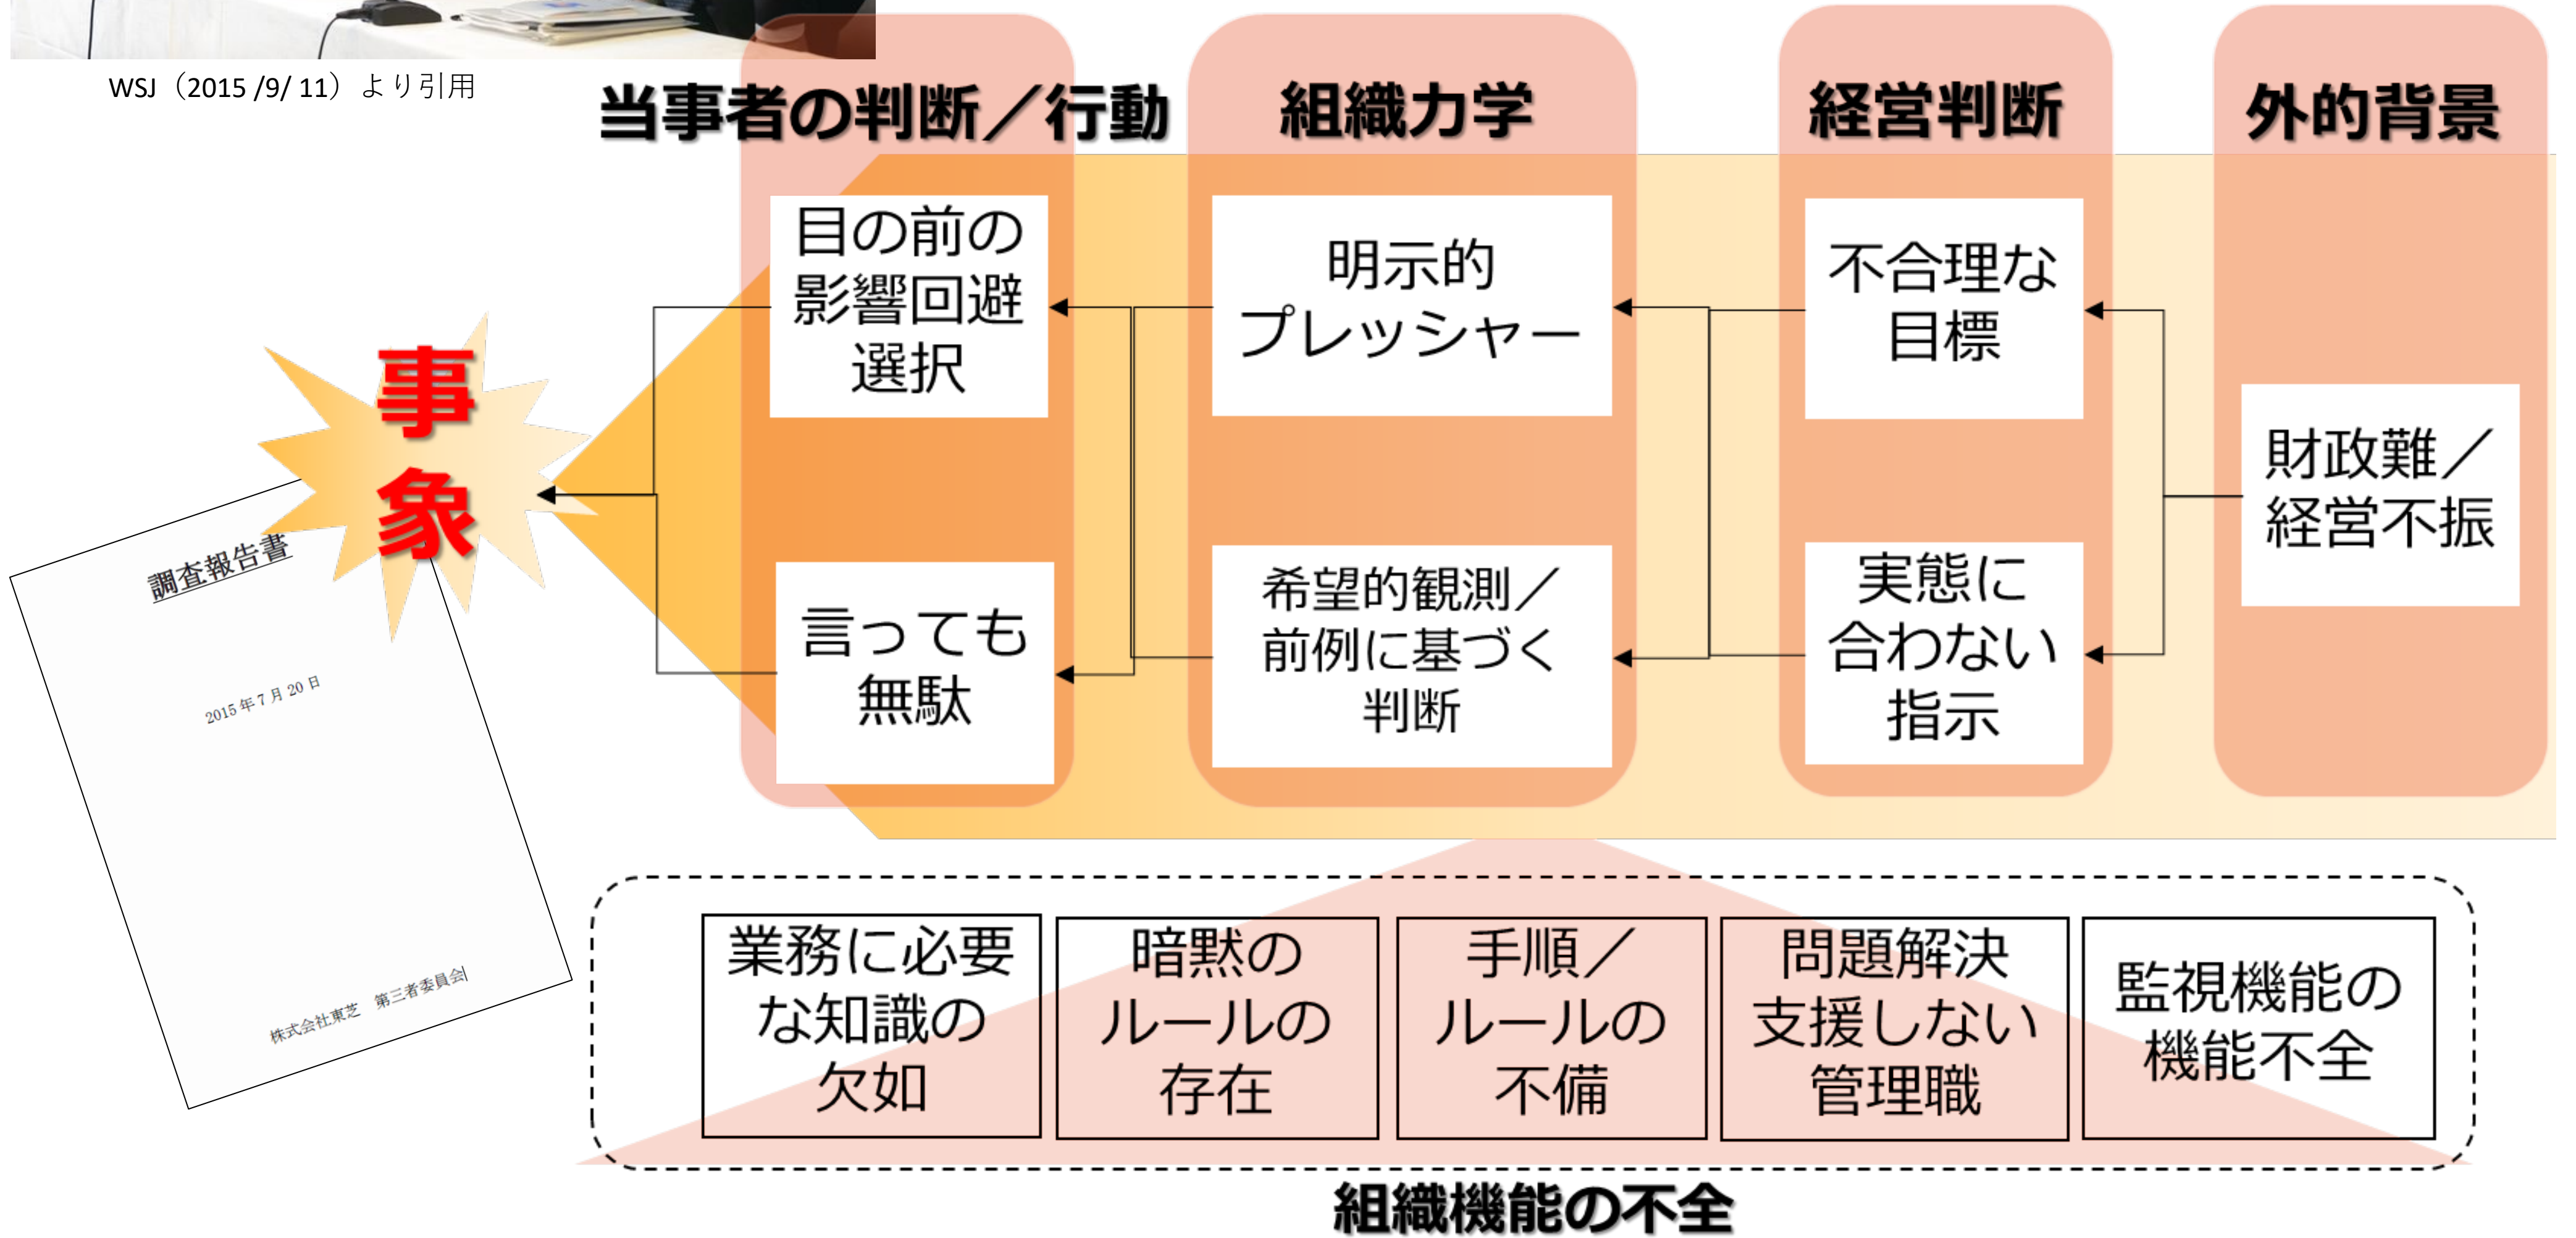 WSJ（2015 /9/ 11）より引用
当事者の判断／行動
組織力学
経営判断
外的背景
目の前の
影響回避
選択
明示的
プレッシャー
不合理な
目標
財政難／
経営不振
言っても
無駄
希望的観測／
前例に基づく
判断
実態に
合わない
指示
事
象
調査報告書
2015 年 7 月 20 日
株式会社東芝　第三者委員会
業務に必要
な知識の
欠如
暗黙の
ルールの
存在
手順／
ルールの
不備
問題解決
支援しない
管理職
監視機能の
機能不全
組織機能の不全